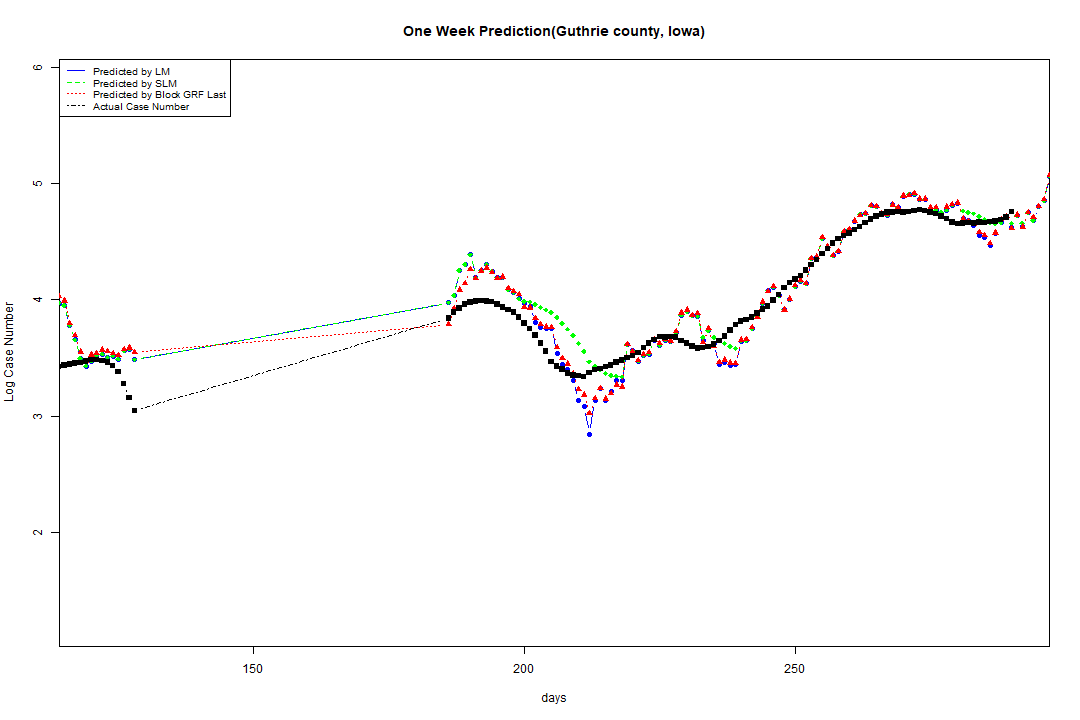 One Week Prediction(Guthrie county, Iowa)
Predicted by LM
Predicted by SLM
Predicted by Block GRF Last
Actual Case Number
6
5
4
3
2
Log Case Number
150
200
250
days